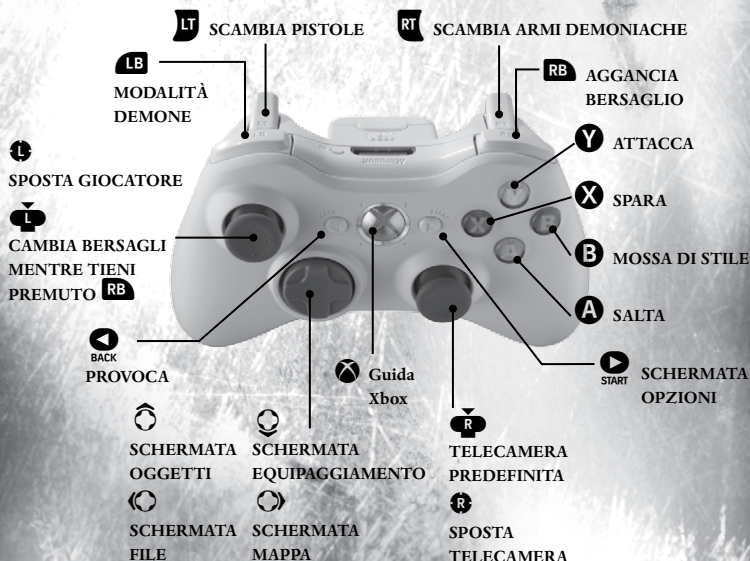 LT SCAMBIA PISTOLE
RT SCAMBIA ARMI DEMONIACHE
LB
MODALITÀ
DEMONE
RB AGGANCIA
BERSAGLIO
Y ATTACCA
L
SPOSTA GIOCATORE
X SPARA
L
CAMBIA BERSAGLI
MENTRE TIENI
PREMUTO RB
B MOSSA DI STILE
A SALTA
BACK
PROVOCA
Guida
Xbox
START
SCHERMATA
OPZIONI
SCHERMATA
OGGETTI
SCHERMATA
EQUIPAGGIAMENTO
R
TELECAMERA
PREDEFINITA
SCHERMATA
FILE
SCHERMATA
MAPPA
R
SPOSTA
TELECAMERA
Microsoft
X
Y
B
A